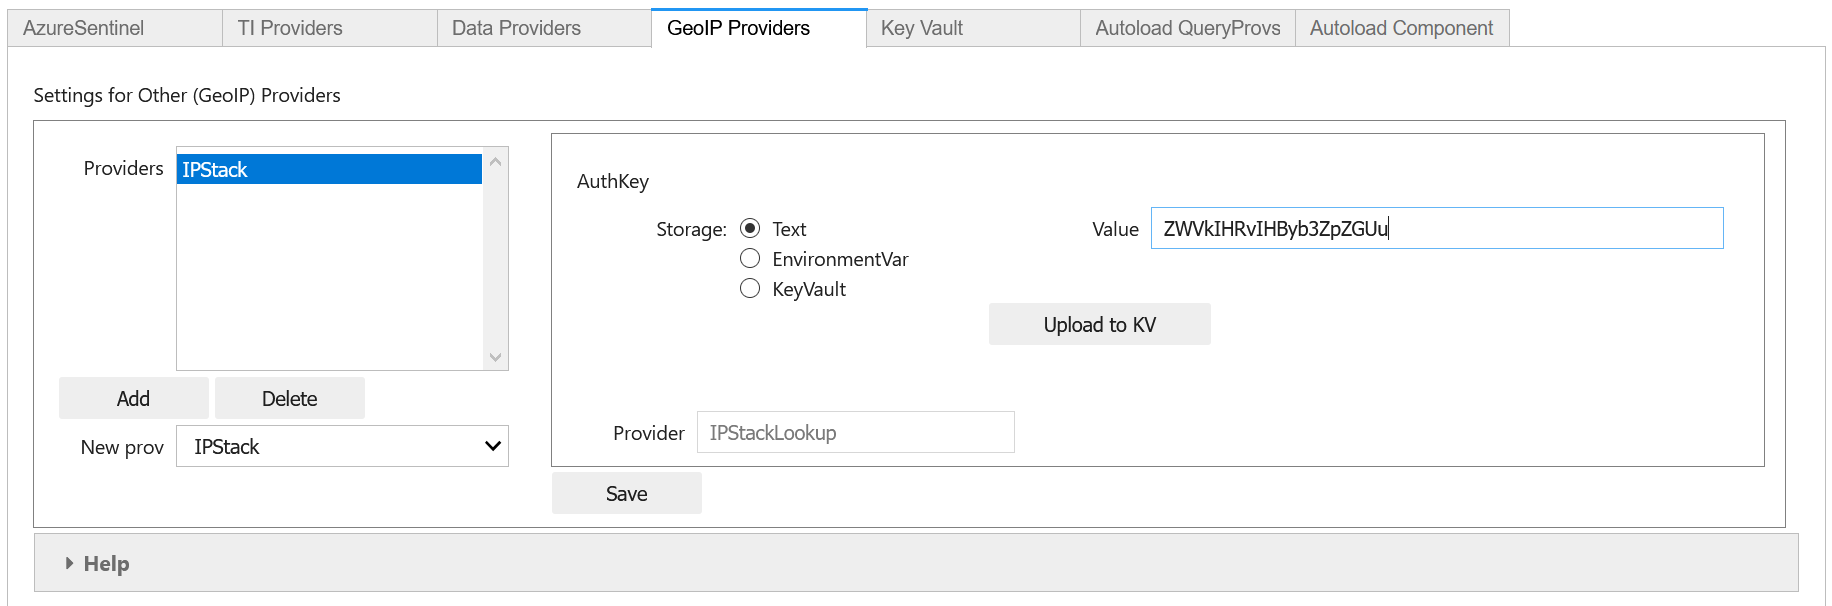 AzureSentinel TI Providers Data Providers GeoIP Providers Key Vault Autoload QueryProvs Autoload Component
Settings for Other (GeoIP) Providers
Providers
IPStack
Add Delete
New prov IPStack
AuthKey
Storage: Text
EnvironmentVar
KeyVault
Value ZWVkIHRvIHByb3ZpZGUu
Upload to KV
Provider IPStackLookup
Save
Help